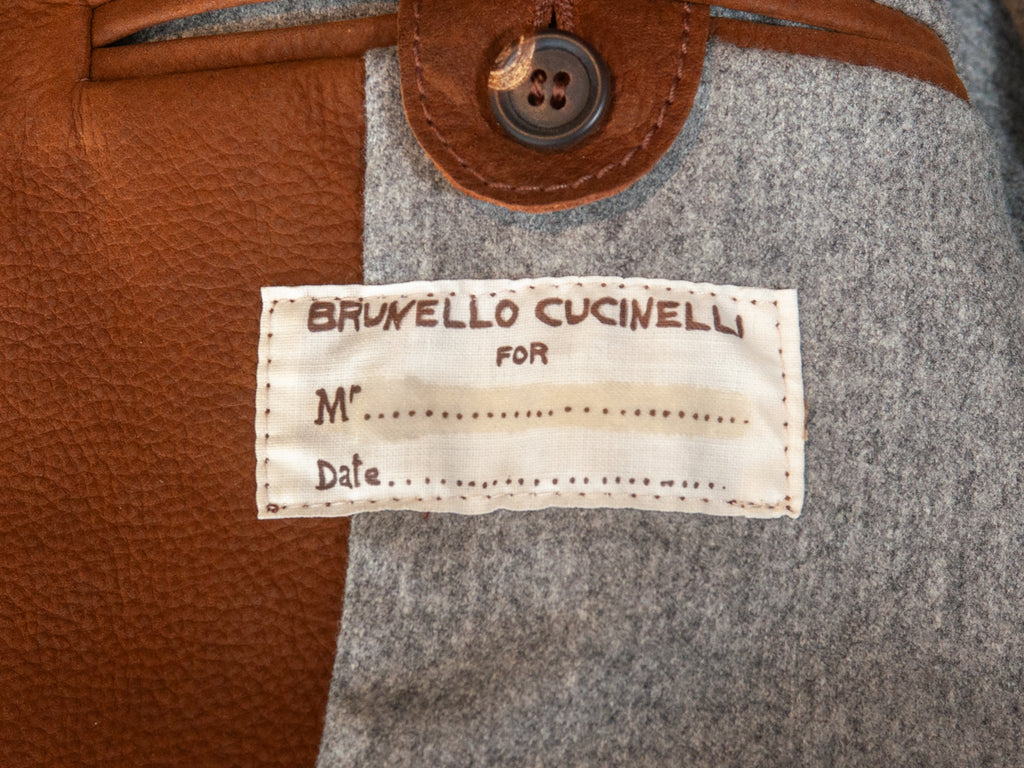 BRUNELLO CUCINELLI
FOR
Mr..............................
Date..........................